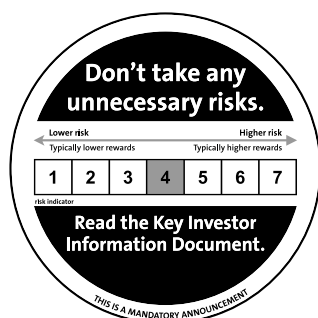 Don't take any
unnecessary risks.
Lower risk Higher risk
Typically lower rewards Typically higher rewards
1 2 3 4 5 6 7
risk indicator
Read the Key Investor
Information Document.
THIS IS A MANDATORY ANNOUNCEMENT